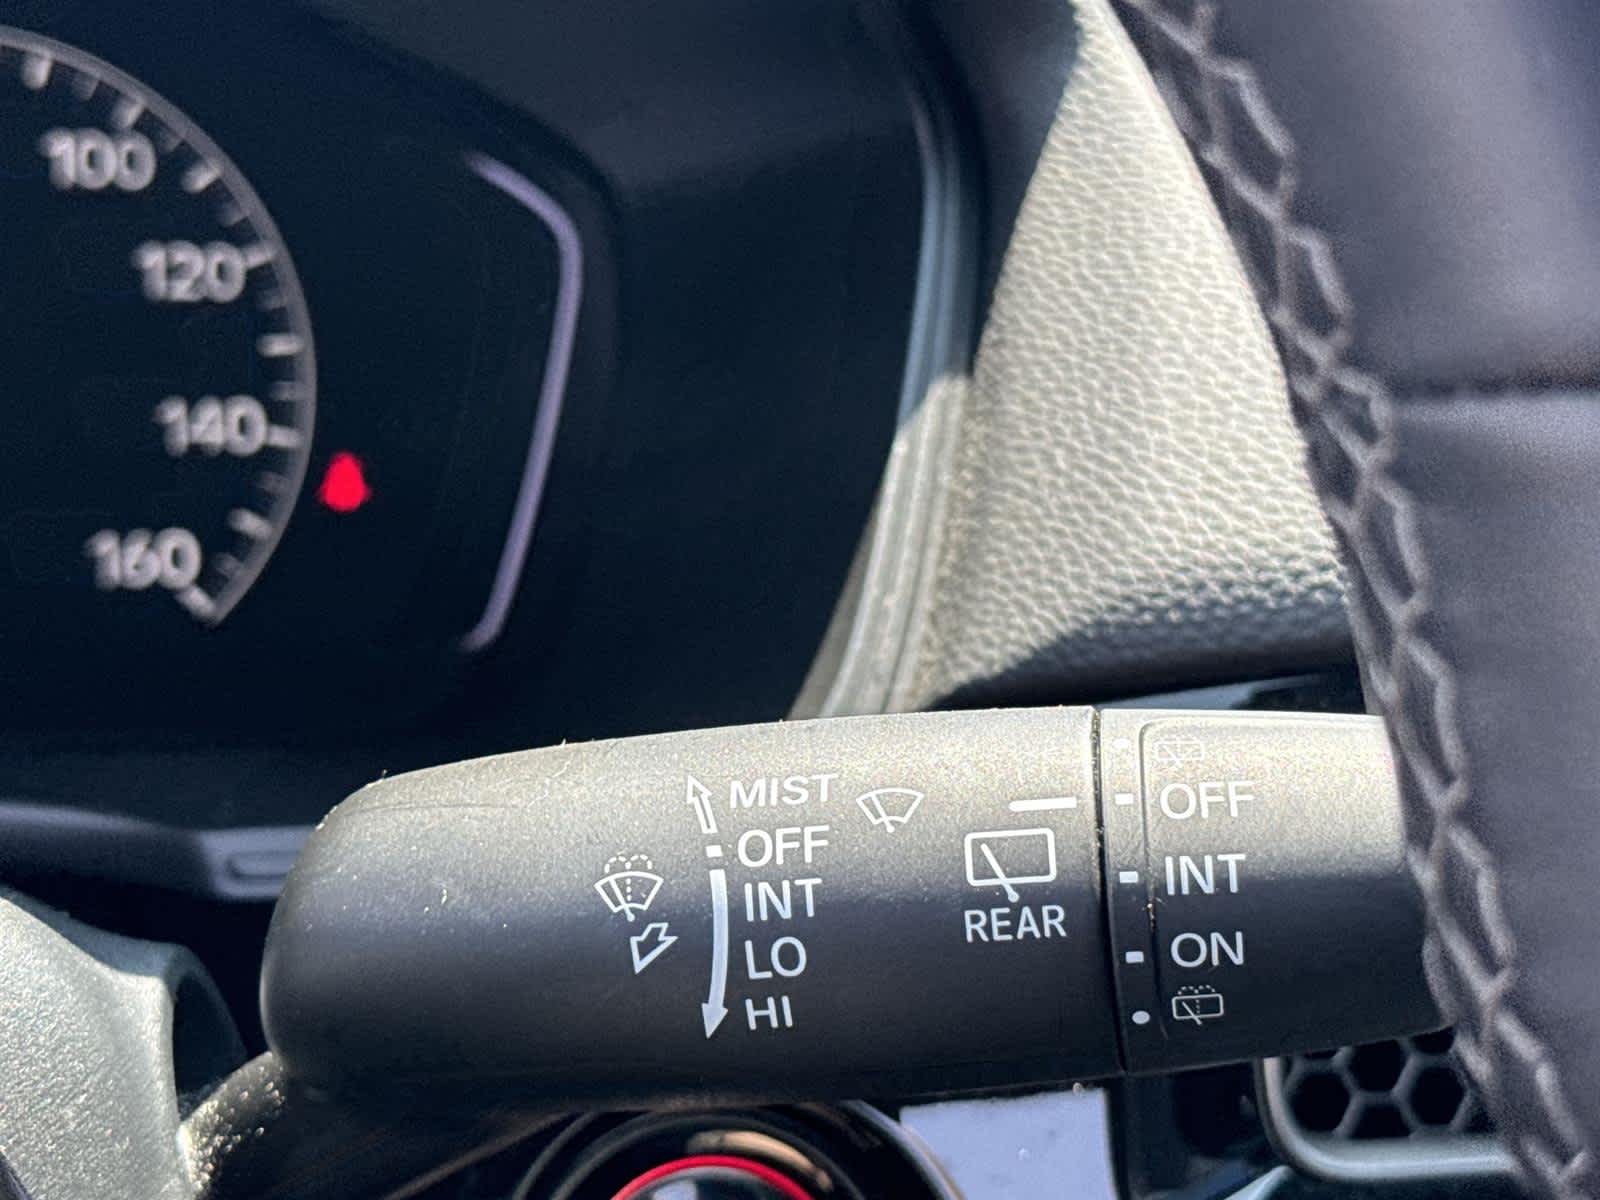 100
120
140
160
MIST
OFF
INT
LO
HI
REAR
OFF
INT
ON